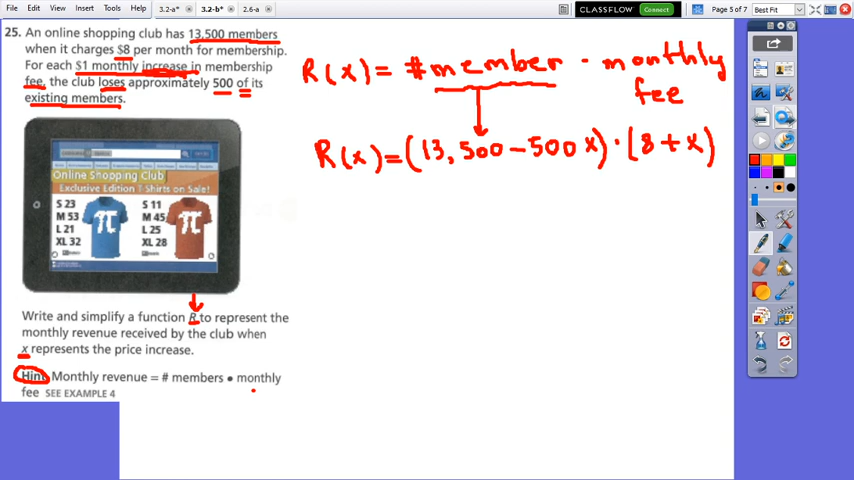 File Edit View Insert Tools Help
CLASSFLOW Connect
Page 5 of 7 Best Fit
3.2-a* 3.2-b* 2.6-a
25. An online shopping club has 13,500 members
when it charges $8 per month for membership.
For each $1 monthly increase in membership
fee, the club loses approximately 500 of its
existing members.
Online Shopping Club
Exclusive Edition T-Shirts on Sale!
S 23
M 53
L 21
XL 32
π
S 11
M 45
L 25
XL 28
π
Write and simplify a function R to represent the
monthly revenue received by the club when
x represents the price increase.
Hint Monthly revenue = # members • monthly
fee SEE EXAMPLE 4
R(x) = #member · monthly
fee
R(x) = (13,500 - 500x) · (8 + x)